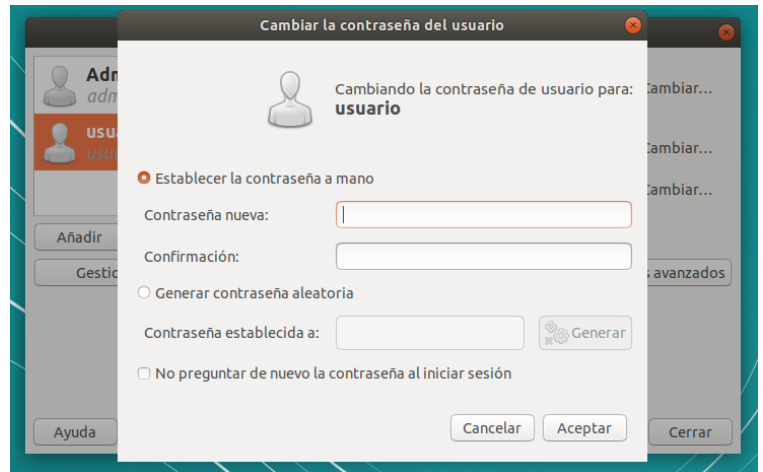 Cambiar la contraseña del usuario
Cambiando la contraseña de usuario para:
usuario
Establecer la contraseña a mano
Contraseña nueva:
Confirmación:
Generar contraseña aleatoria
Contraseña establecida a:
Generar
No preguntar de nuevo la contraseña al iniciar sesión
Cancelar
Aceptar
Cambiar...
Cambiar...
Cambiar...
Añadir
avanzados
Ayuda
Cerrar